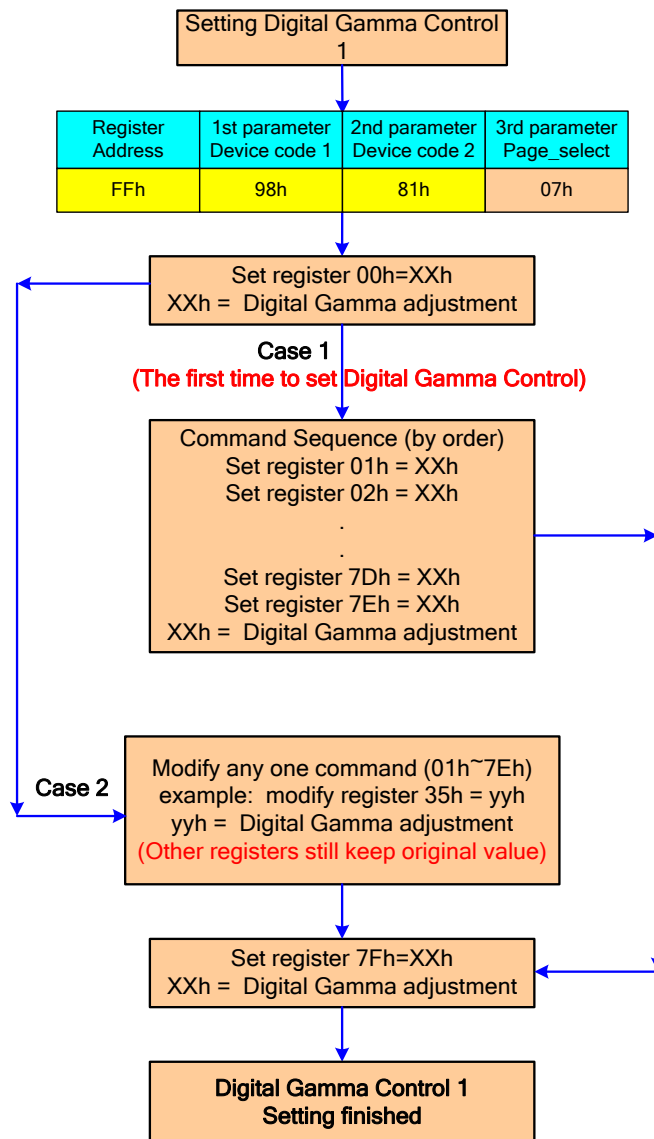 Setting Digital Gamma Control
1
Register
Address
1st parameter
Device code 1
2nd parameter
Device code 2
3rd parameter
Page_select
FFh
98h
81h
07h
Set register 00h=XXh
XXh = Digital Gamma adjustment
Case 1
(The first time to set Digital Gamma Control)
Command Sequence (by order)
Set register 01h = XXh
Set register 02h = XXh
.
.
Set register 7Dh = XXh
Set register 7Eh = XXh
XXh = Digital Gamma adjustment
Case 2
Modify any one command (01h~7Eh)
example: modify register 35h = yyh
yyh = Digital Gamma adjustment
(Other registers still keep original value)
Set register 7Fh=XXh
XXh = Digital Gamma adjustment
Digital Gamma Control 1
Setting finished